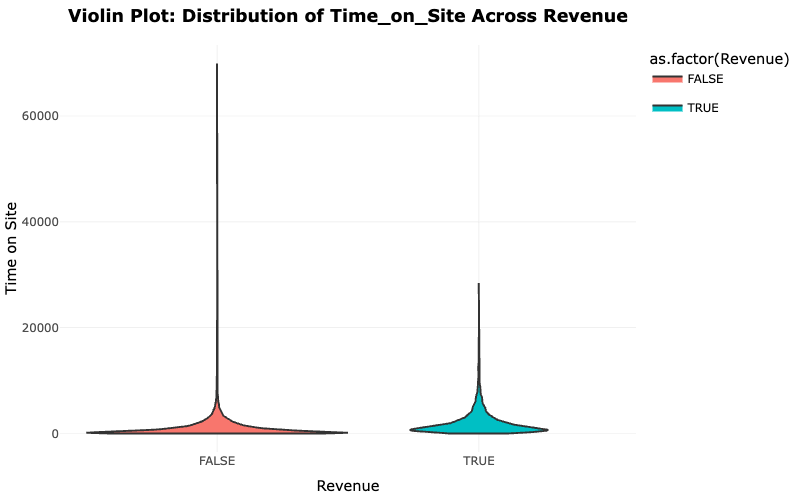 Violin Plot: Distribution of Time_on_Site Across Revenue
as.factor(Revenue)
FALSE
TRUE
Time on Site
60000
40000
20000
0
FALSE
TRUE
Revenue